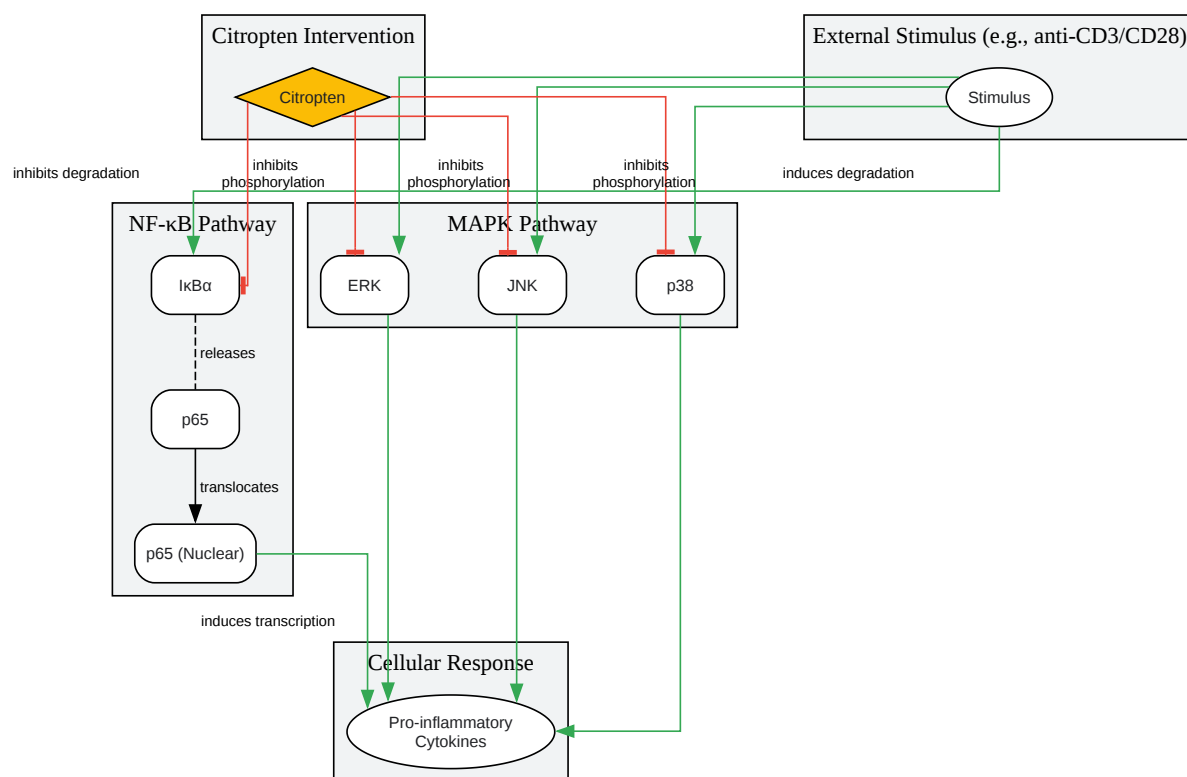 Citropten Intervention
External Stimulus (e.g., anti-CD3/CD28)
Citropten
Stimulus
inhibits degradation
inhibits
phosphorylation
inhibits
phosphorylation
inhibits
phosphorylation
induces degradation
NF-κB Pathway
MAPK Pathway
IκBα
ERK
JNK
p38
releases
p65
translocates
p65 (Nuclear)
induces transcription
Cellular Response
Pro-inflammatory
Cytokines